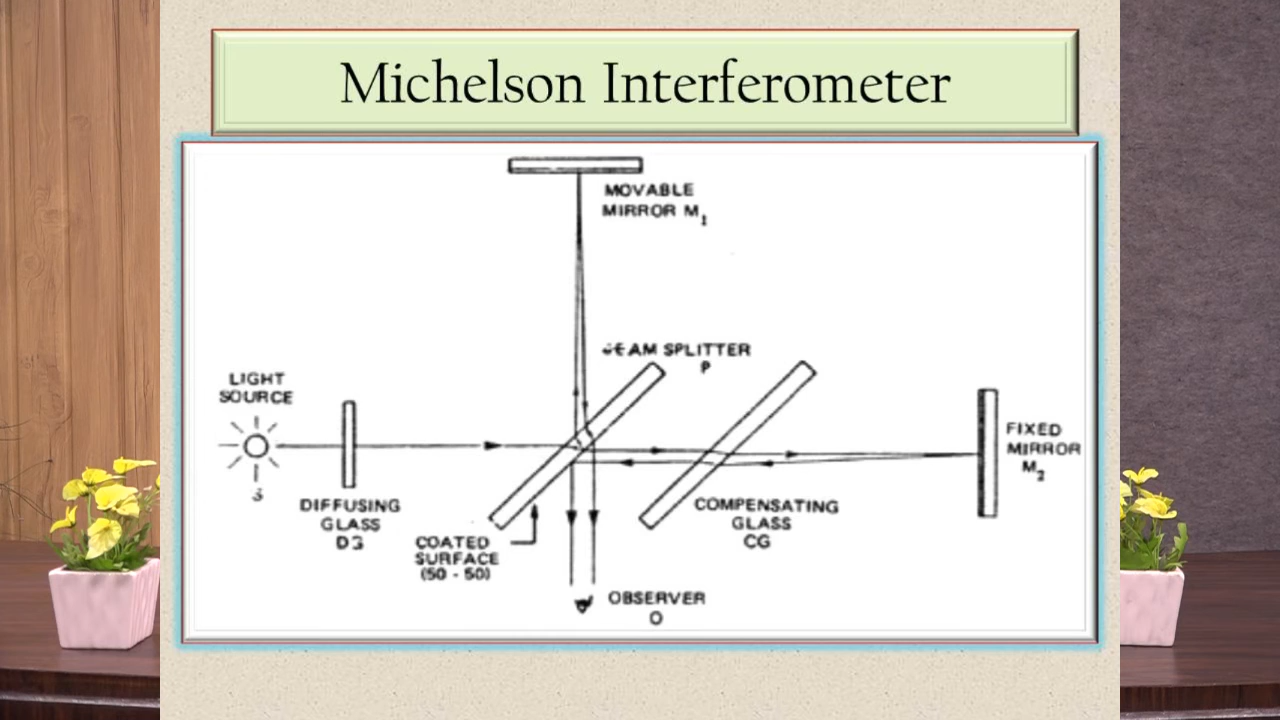 Michelson Interferometer
MOVABLE
MIRROR M₁
BEAM SPLITTER
P
LIGHT
SOURCE
S
DIFFUSING
GLASS
DG
COATED
SURFACE
(50 - 50)
COMPENSATING
GLASS
CG
FIXED
MIRROR
M₂
OBSERVER
O